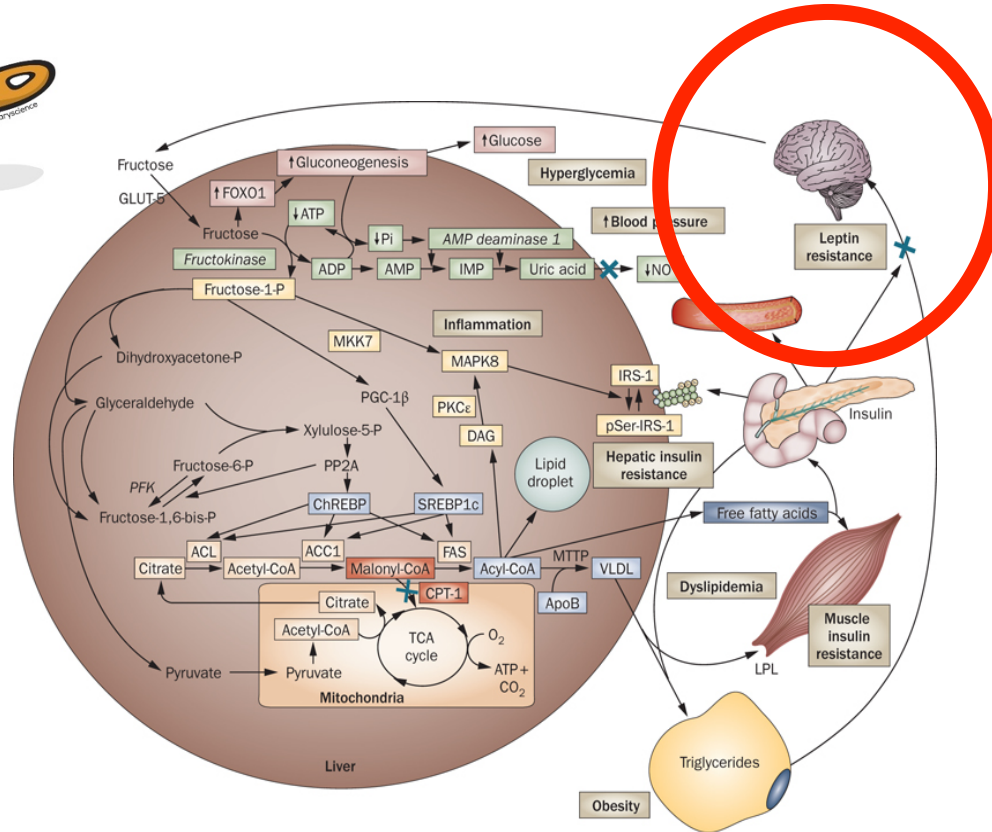 Fructose
GLUT-5
↑Gluconeogenesis
↑Glucose
Hyperglycemia
↑FOXO1
↓ATP
↑Blood pressure
Fructose
↓Pi
AMP deaminase 1
Leptin
resistance
Fructokinase
ADP
AMP
IMP
Uric acid
↓NO
Fructose-1-P
Inflammation
MKK7
Dihydroxyacetone-P
MAPK8
IRS-1
PGC-1β
PKCε
Glyceraldehyde
Insulin
pSer-IRS-1
Xylulose-5-P
DAG
Hepatic insulin
resistance
Fructose-6-P
PP2A
Lipid
droplet
PFK
ChREBP
SREBP1c
Fructose-1,6-bis-P
Free fatty acids
ACL
ACC1
FAS
MTTP
Citrate
Acetyl-CoA
Malonyl-CoA
Acyl-CoA
VLDL
CPT-1
Dyslipidemia
Citrate
ApoB
Acetyl-CoA
TCA
cycle
O2
Muscle
insulin
resistance
Pyruvate
Pyruvate
ATP +
CO2
LPL
Mitochondria
Liver
Triglycerides
Obesity